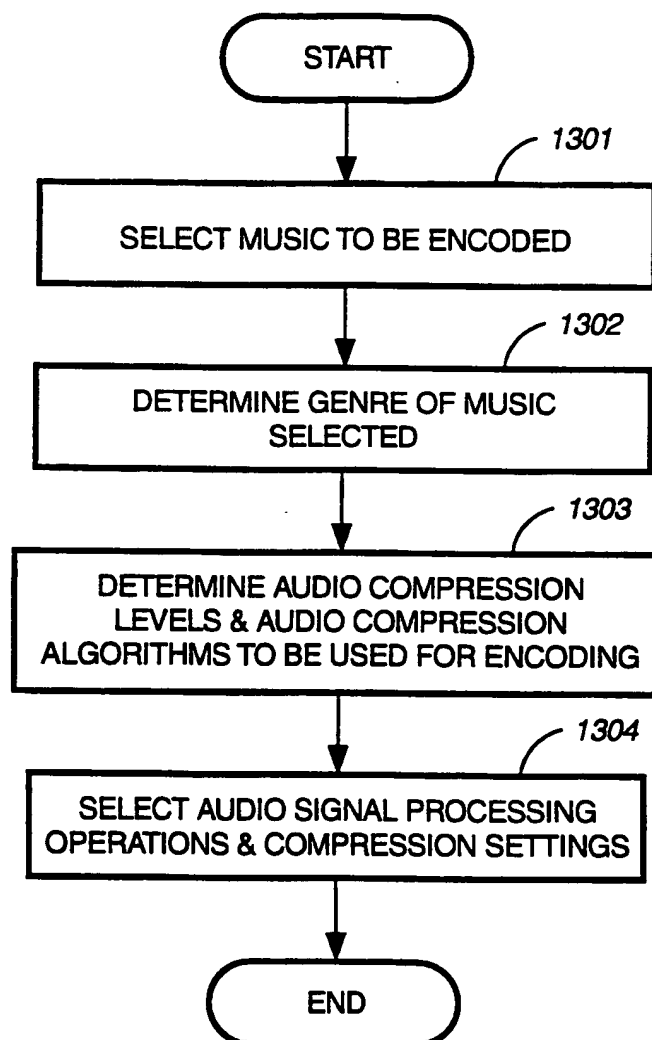 START
1301
SELECT MUSIC TO BE ENCODED
1302
DETERMINE GENRE OF MUSIC
SELECTED
1303
DETERMINE AUDIO COMPRESSION
LEVELS & AUDIO COMPRESSION
ALGORITHMS TO BE USED FOR ENCODING
1304
SELECT AUDIO SIGNAL PROCESSING
OPERATIONS & COMPRESSION SETTINGS
END